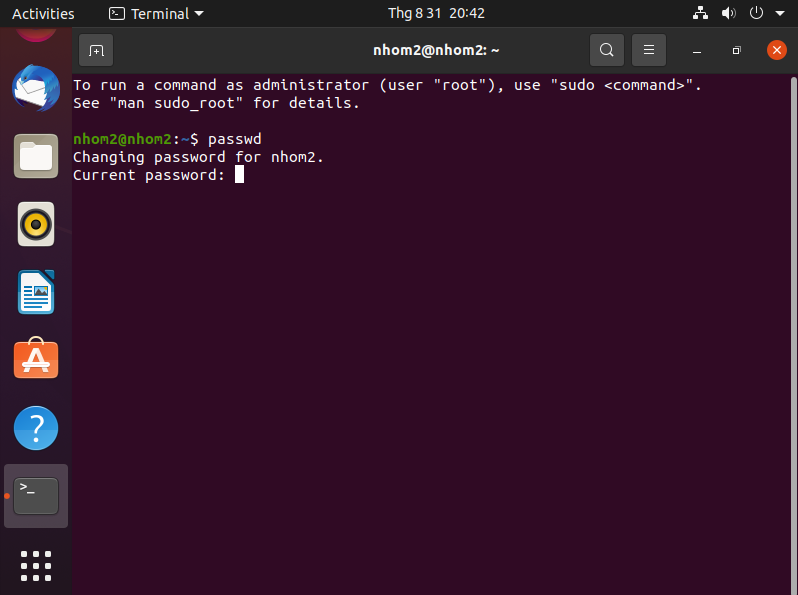 Activities Terminal Thg 8 31 20:42
nhom2@nhom2: ~
To run a command as administrator (user "root"), use "sudo <command>".
See "man sudo_root" for details.
nhom2@nhom2:~$ passwd
Changing password for nhom2.
Current password: